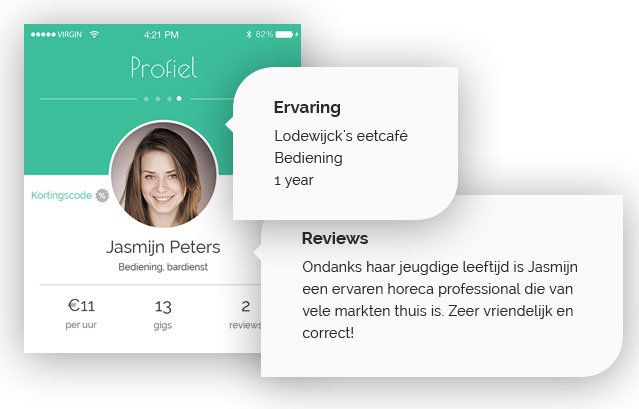 VIRGIN 4:21 PM 82%
Profiel
Kortingscode %
Jasmijn Peters
Bediening, bardienst
€11 13 2
per uur gigs reviews
Ervaring
Lodewijck's eetcafé
Bediening
1 year
Reviews
Ondanks haar jeugdige leeftijd is Jasmijn
een ervaren horeca professional die van
vele markten thuis is. Zeer vriendelijk en
correct!